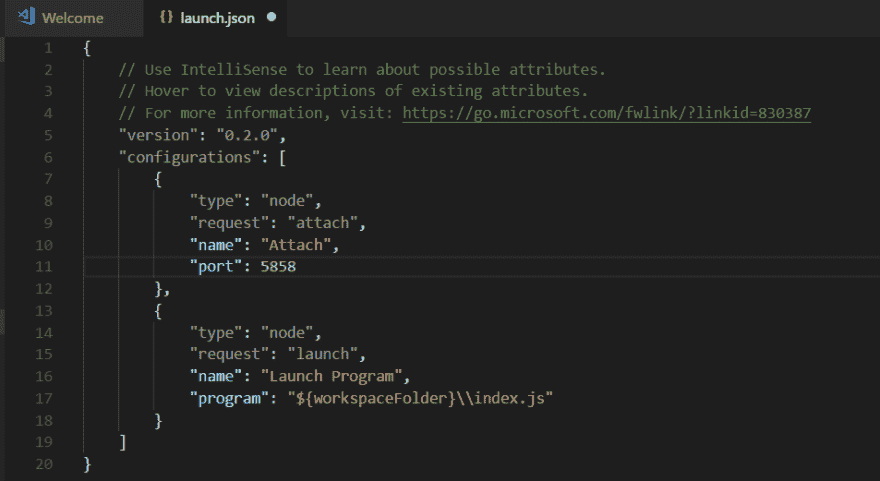 Welcome {} launch.json
1 {
2 // Use IntelliSense to learn about possible attributes.
3 // Hover to view descriptions of existing attributes.
4 // For more information, visit: https://go.microsoft.com/fwlink/?linkid=830387
5 "version": "0.2.0",
6 "configurations": [
7 {
8 "type": "node",
9 "request": "attach",
10 "name": "Attach",
11 "port": 5858
12 },
13 {
14 "type": "node",
15 "request": "launch",
16 "name": "Launch Program",
17 "program": "${workspaceFolder}\\index.js"
18 }
19 ]
20 }